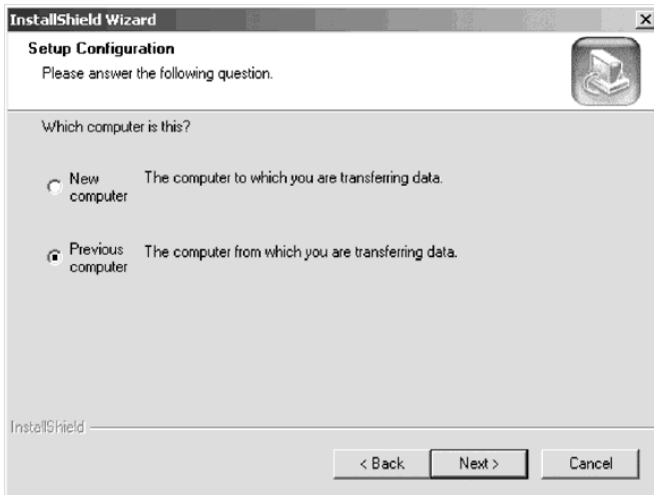 InstallShield Wizard
Setup Configuration
Please answer the following question.
Which computer is this?
New The computer to which you are transferring data.
computer
Previous The computer from which you are transferring data.
computer
InstallShield
< Back Next > Cancel